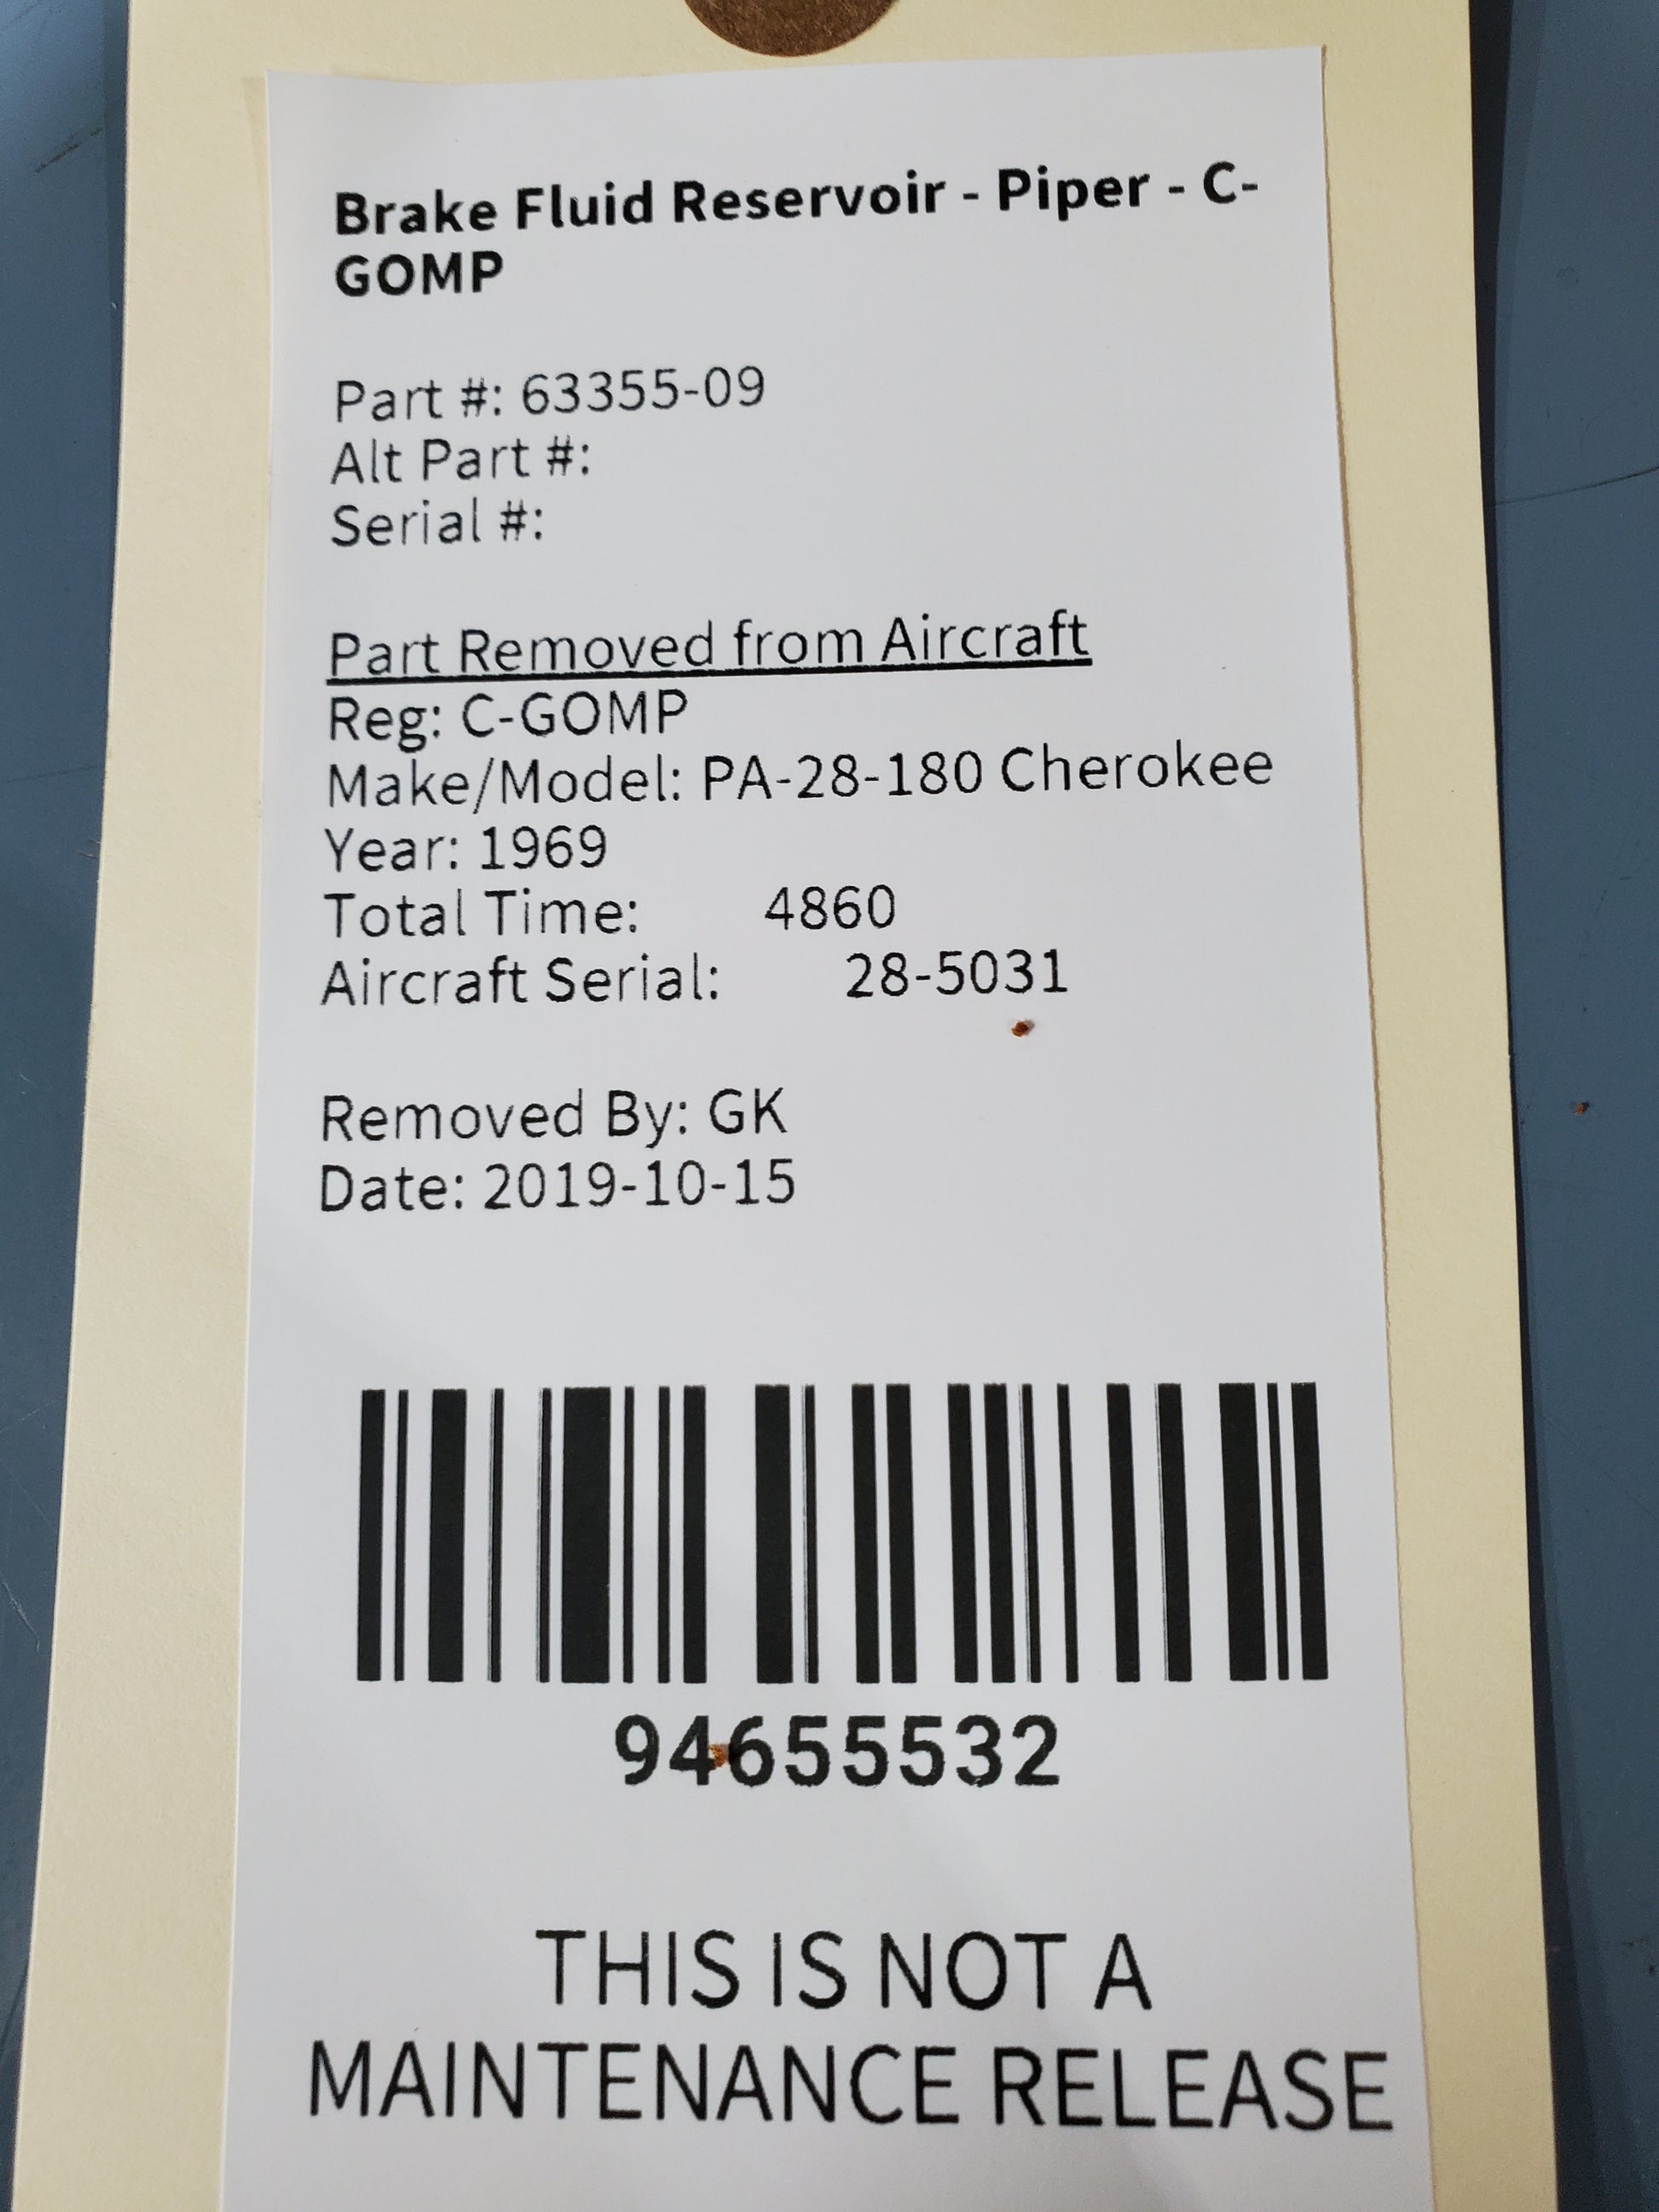 Brake Fluid Reservoir - Piper - C-
GOMP
Part #: 63355-09
Alt Part #:
Serial #:
Part Removed from Aircraft
Reg: C-GOMP
Make/Model: PA-28-180 Cherokee
Year: 1969
Total Time: 4860
Aircraft Serial: 28-5031
Removed By: GK
Date: 2019-10-15
94655532
THIS IS NOT A
MAINTENANCE RELEASE